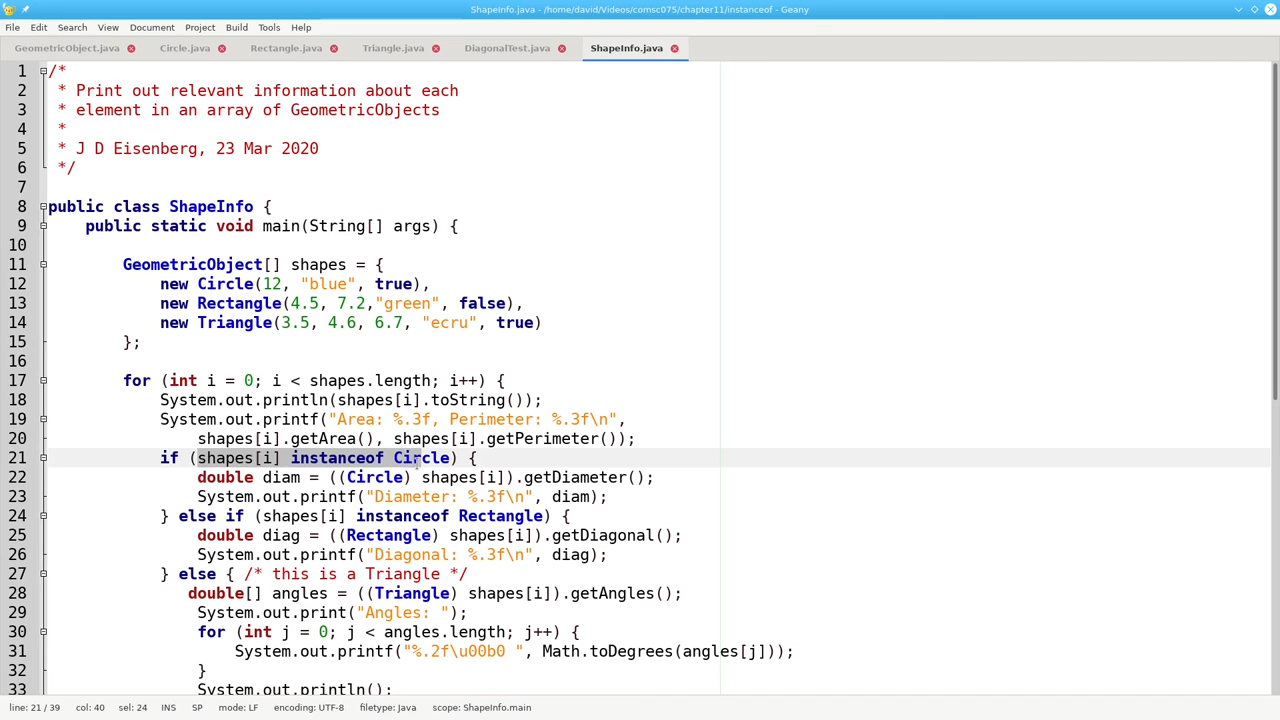 ShapeInfo.java - /home/david/Videos/comsc075/chapter11/instanceof - Geany
File Edit Search View Document Project Build Tools Help
GeometricObject.java Circle.java Rectangle.java Triangle.java DiagonalTest.java ShapeInfo.java
1 /*
2  * Print out relevant information about each
3  * element in an array of GeometricObjects
4  *
5  * J D Eisenberg, 23 Mar 2020
6  */
7
8 public class ShapeInfo {
9     public static void main(String[] args) {
10
11         GeometricObject[] shapes = {
12             new Circle(12, "blue", true),
13             new Rectangle(4.5, 7.2,"green", false),
14             new Triangle(3.5, 4.6, 6.7, "ecru", true)
15         };
16
17         for (int i = 0; i < shapes.length; i++) {
18             System.out.println(shapes[i].toString());
19             System.out.printf("Area: %.3f, Perimeter: %.3f\n",
20                 shapes[i].getArea(), shapes[i].getPerimeter());
21             if (shapes[i] instanceof Circle) {
22                 double diam = ((Circle) shapes[i]).getDiameter();
23                 System.out.printf("Diameter: %.3f\n", diam);
24             } else if (shapes[i] instanceof Rectangle) {
25                 double diag = ((Rectangle) shapes[i]).getDiagonal();
26                 System.out.printf("Diagonal: %.3f\n", diag);
27             } else { /* this is a Triangle */
28                double[] angles = ((Triangle) shapes[i]).getAngles();
29                 System.out.print("Angles: ");
30                 for (int j = 0; j < angles.length; j++) {
31                     System.out.printf("%.2f\u00b0 ", Math.toDegrees(angles[j]));
32                 }
33                 System.out.println();
line: 21 / 39 col: 40 sel: 24 INS SP mode: LF encoding: UTF-8 filetype: Java scope: ShapeInfo.main